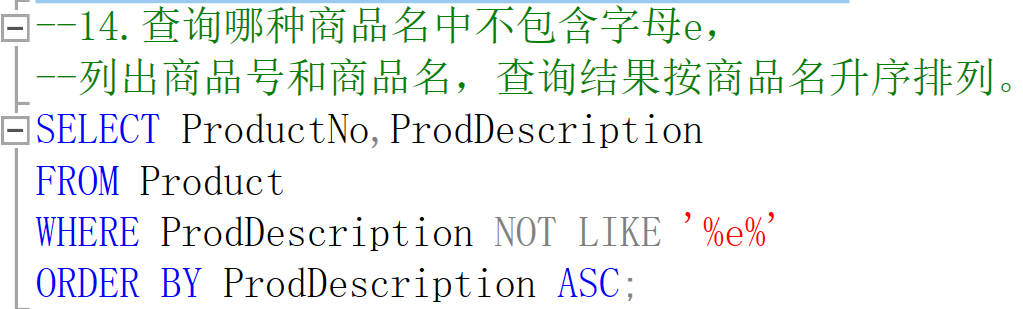 --14.查询哪种商品名中不包含字母e，
--列出商品号和商品名，查询结果按商品名升序排列。
SELECT ProductNo,ProdDescription
FROM Product
WHERE ProdDescription NOT LIKE '%e%'
ORDER BY ProdDescription ASC;